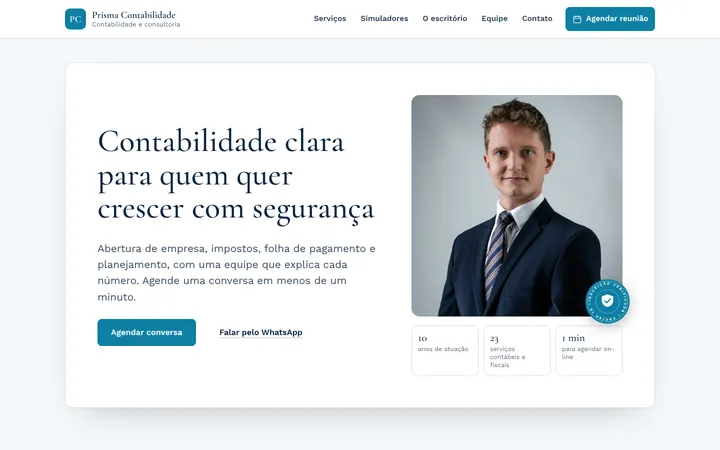 PC
Prisma Contabilidade
Contabilidade e consultoria
Serviços
Simuladores
O escritório
Equipe
Contato
Agendar reunião
Contabilidade clara
para quem quer
crescer com segurança
Abertura de empresa, impostos, folha de pagamento e
planejamento, com uma equipe que explica cada
número. Agende uma conversa em menos de um
minuto.
Agendar conversa
Falar pelo WhatsApp
10
anos de atuação
23
serviços
contábeis e
fiscais
1 min
para agendar on-
line